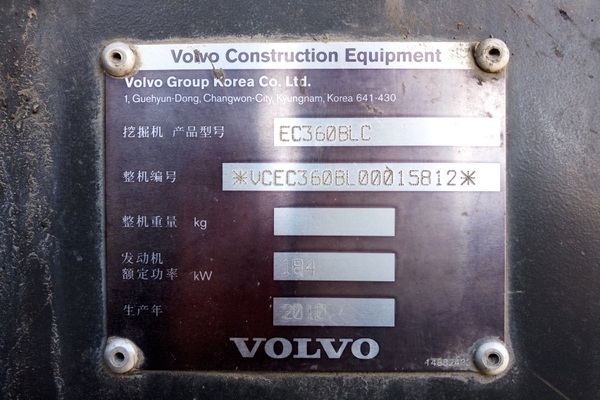 Volvo Construction Equipment
Volvo Group Korea Co. Ltd.
1, Guehyun-Dong, Changwon-City, Kyungnam, Korea 641-430
挖掘机 产品型号 EC360BLC
整机编号 *VCEC360BL00015812*
整机重量 kg
发动机
额定功率 kW 184
生产年
VOLVO